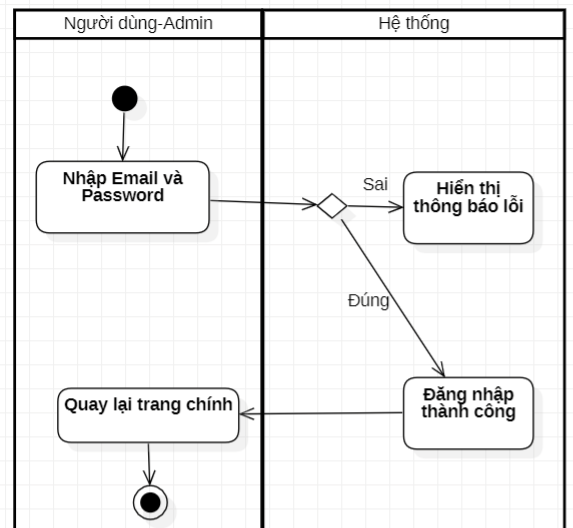 Người dùng-Admin
Hệ thống
Nhập Email và
Password
Sai
Hiển thị
thông báo lỗi
Đúng
Quay lại trang chính
Đăng nhập
thành công